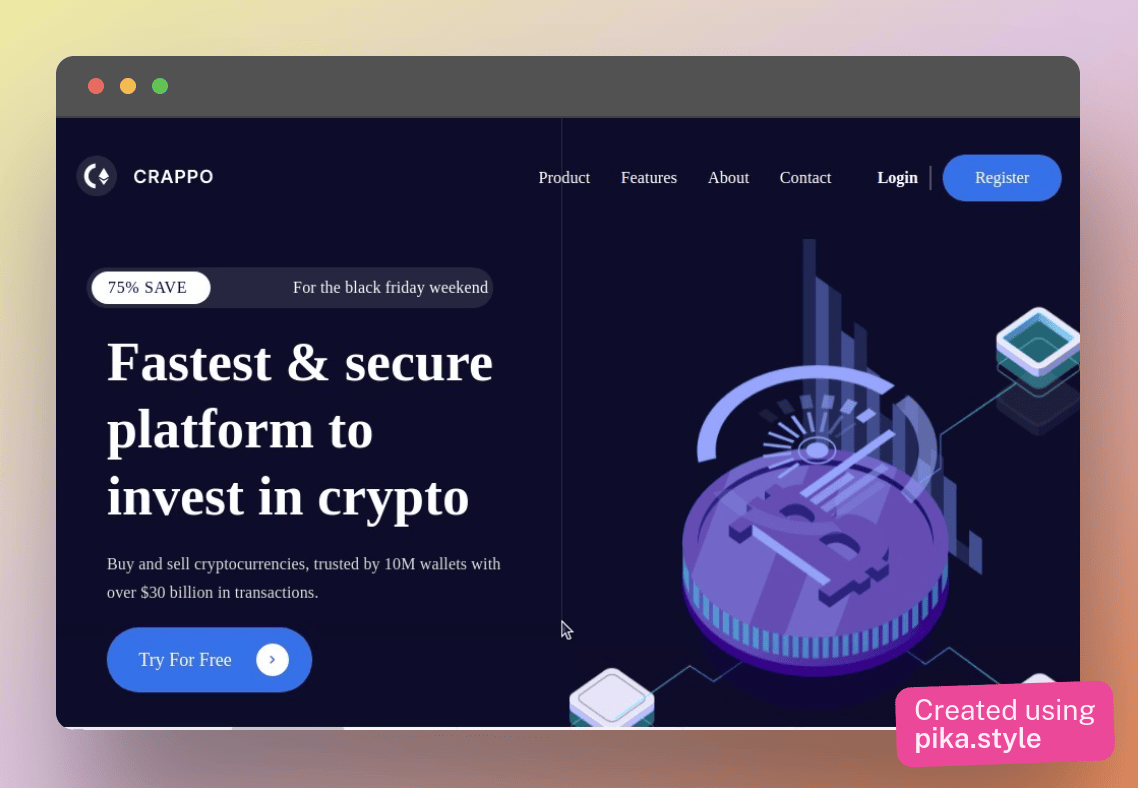 CRAPPO
Product Features About Contact Login Register
75% SAVE For the black friday weekend
Fastest & secure
platform to
invest in crypto
Buy and sell cryptocurrencies, trusted by 10M wallets with
over $30 billion in transactions.
Try For Free
Created using
pika.style